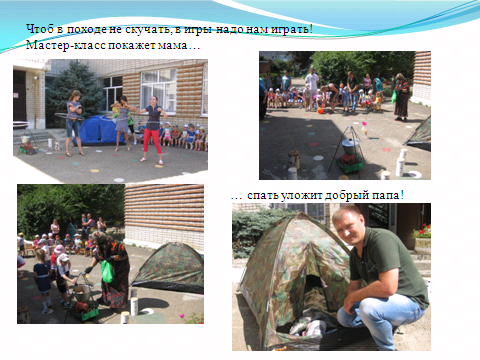 Чтоб в походе не скучать, в игры надо нам играть!
Мастер-класс покажет мама…
… спать уложит добрый папа!